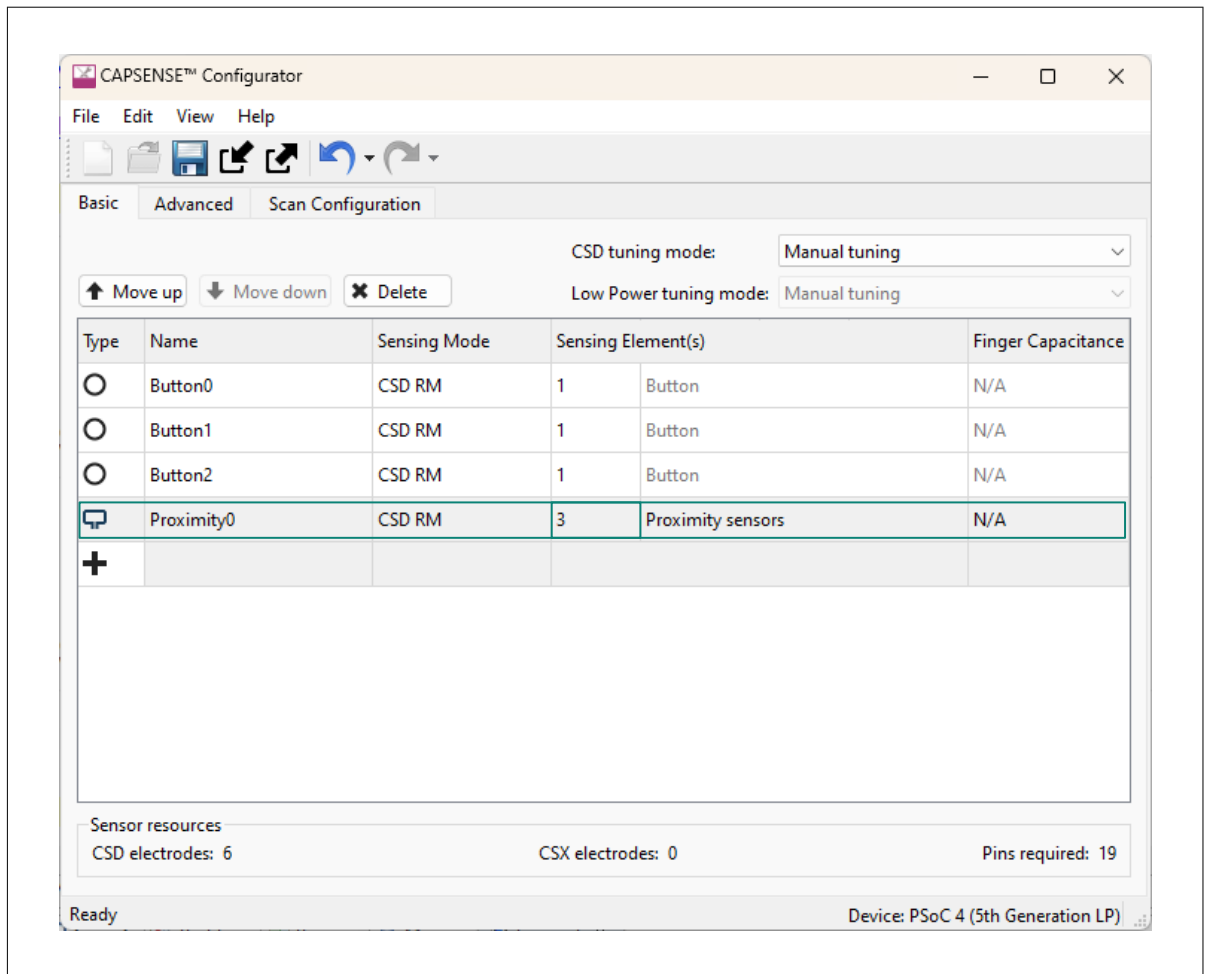 CAPSENSE™ Configurator
File Edit View Help
Basic Advanced Scan Configuration
CSD tuning mode: Manual tuning
Move up Move down Delete Low Power tuning mode: Manual tuning
Type Name Sensing Mode Sensing Element(s) Finger Capacitance
Button0 CSD RM 1 Button N/A
Button1 CSD RM 1 Button N/A
Button2 CSD RM 1 Button N/A
Proximity0 CSD RM 3 Proximity sensors N/A
Sensor resources
CSD electrodes: 6 CSX electrodes: 0 Pins required: 19
Ready Device: PSoC 4 (5th Generation LP)